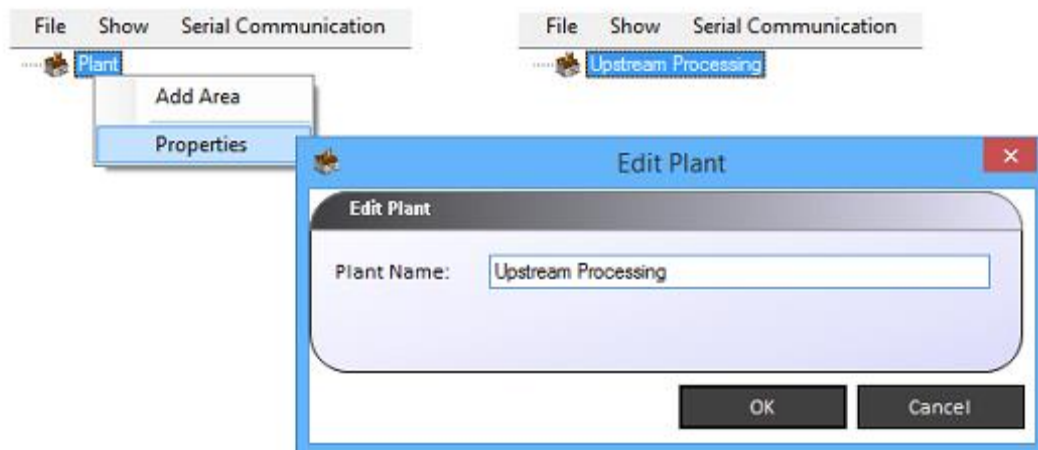 File Show Serial Communication
Plant
Add Area
Properties
File Show Serial Communication
Upstream Processing
Edit Plant
Edit Plant
Plant Name: Upstream Processing
OK Cancel